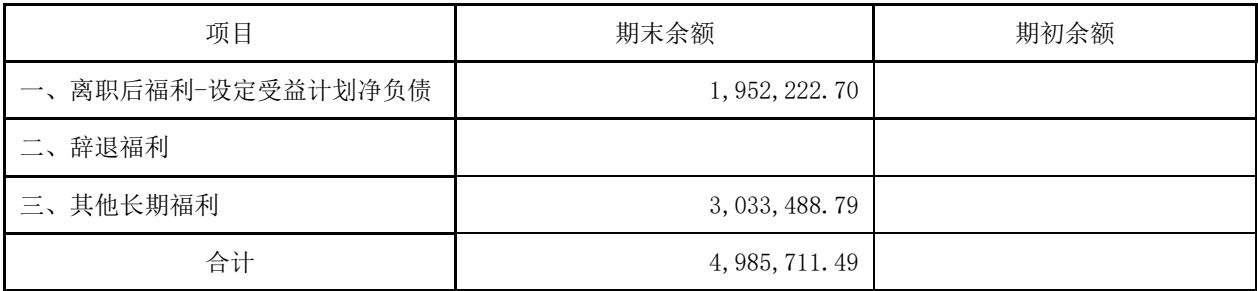 项目 期末余额 期初余额
一、离职后福利-设定受益计划净负债 1,952,222.70
二、辞退福利
三、其他长期福利 3,033,488.79
合计 4,985,711.49